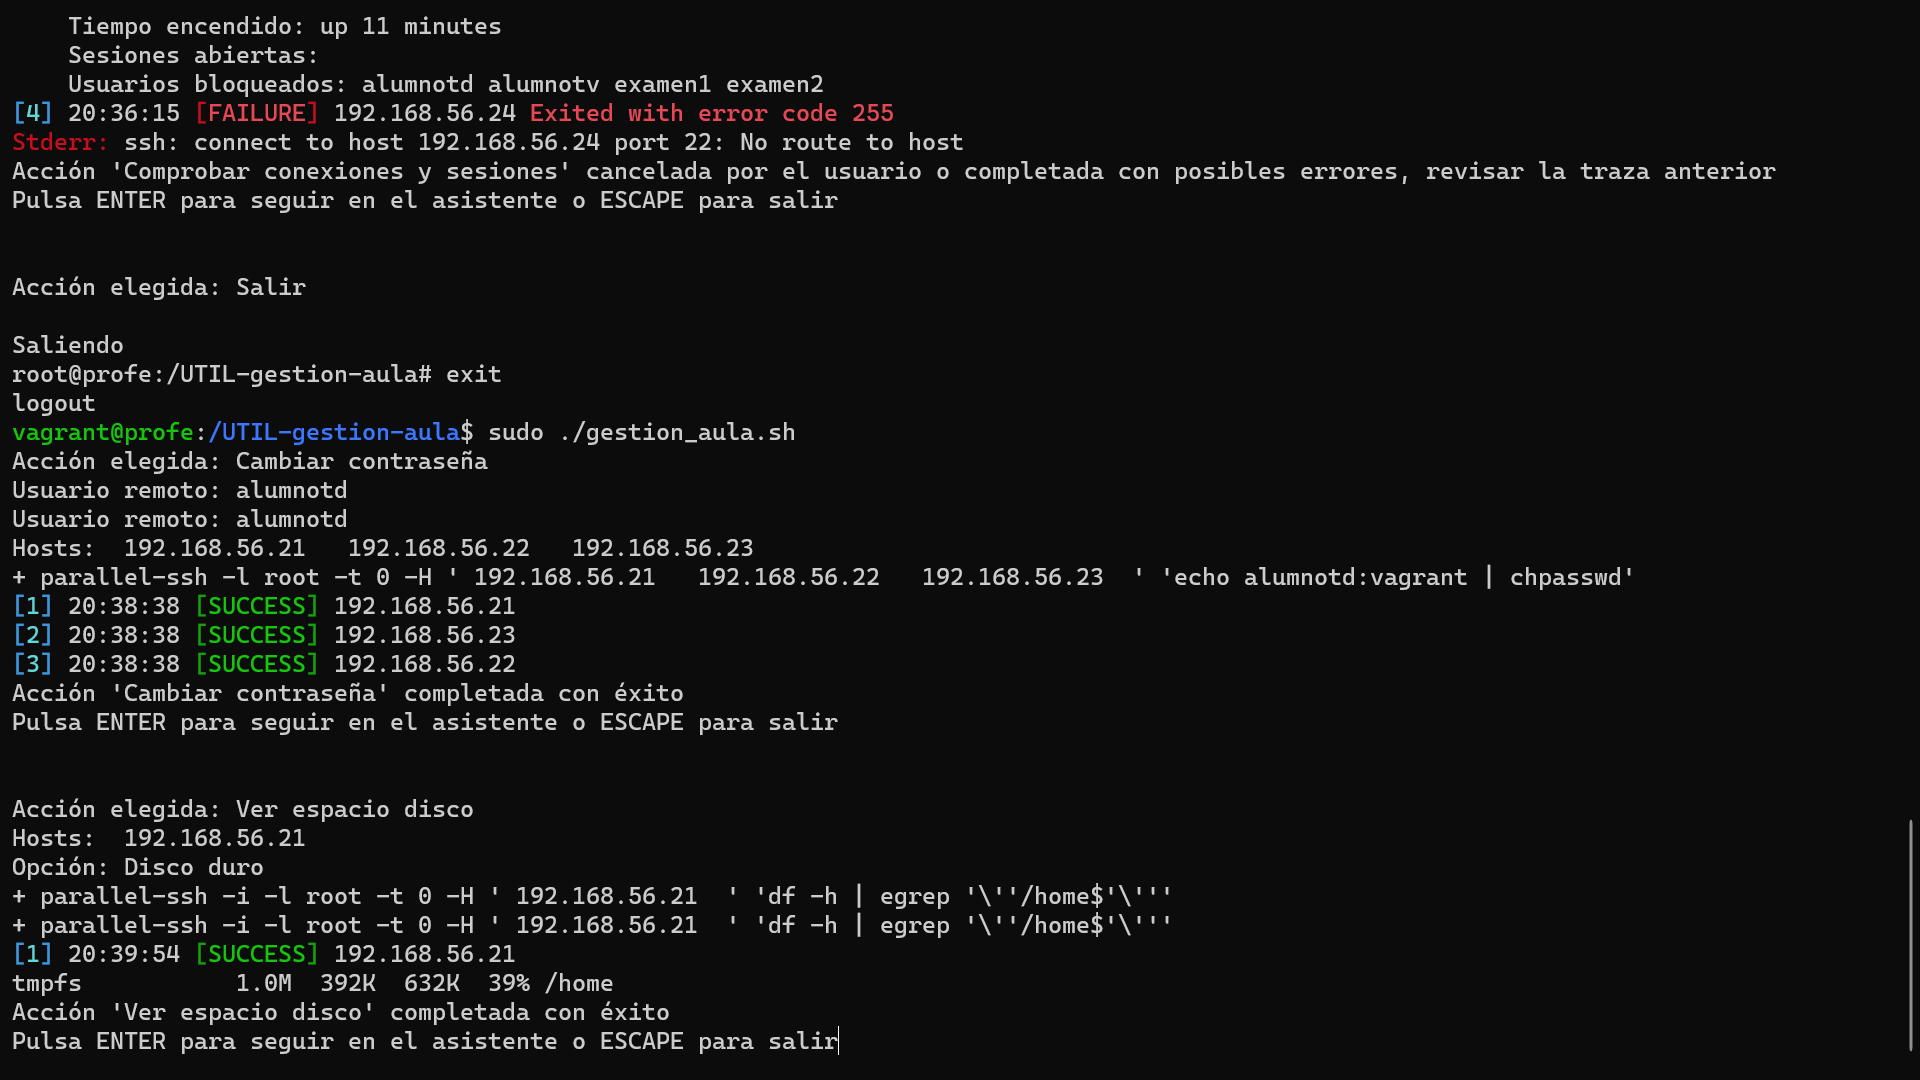 Tiempo encendido: up 11 minutes
Sesiones abiertas:
Usuarios bloqueados: alumnotd alumnotv examen1 examen2
[4] 20:36:15 [FAILURE] 192.168.56.24 Exited with error code 255
Stderr: ssh: connect to host 192.168.56.24 port 22: No route to host
Acción 'Comprobar conexiones y sesiones' cancelada por el usuario o completada con posibles errores, revisar la traza anterior
Pulsa ENTER para seguir en el asistente o ESCAPE para salir
Acción elegida: Salir
Saliendo
root@profe:/UTIL-gestion-aula# exit
logout
vagrant@profe:/UTIL-gestion-aula$ sudo ./gestion_aula.sh
Acción elegida: Cambiar contraseña
Usuario remoto: alumnotd
Usuario remoto: alumnotd
Hosts:  192.168.56.21   192.168.56.22   192.168.56.23
+ parallel-ssh -l root -t 0 -H ' 192.168.56.21   192.168.56.22   192.168.56.23  ' 'echo alumnotd:vagrant | chpasswd'
[1] 20:38:38 [SUCCESS] 192.168.56.21
[2] 20:38:38 [SUCCESS] 192.168.56.23
[3] 20:38:38 [SUCCESS] 192.168.56.22
Acción 'Cambiar contraseña' completada con éxito
Pulsa ENTER para seguir en el asistente o ESCAPE para salir
Acción elegida: Ver espacio disco
Hosts:  192.168.56.21
Opción: Disco duro
+ parallel-ssh -i -l root -t 0 -H ' 192.168.56.21  ' 'df -h | egrep '\''/home$'\'''
+ parallel-ssh -i -l root -t 0 -H ' 192.168.56.21  ' 'df -h | egrep '\''/home$'\'''
[1] 20:39:54 [SUCCESS] 192.168.56.21
tmpfs           1.0M  392K  632K  39% /home
Acción 'Ver espacio disco' completada con éxito
Pulsa ENTER para seguir en el asistente o ESCAPE para salir